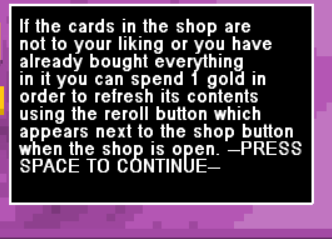 If the cards in the shop are
not to your liking or you have
already bought everything
in it you can spend 1 gold in
order to refresh its contents
using the reroll button which
appears next to the shop button
when the shop is open. —PRESS
SPACE TO CONTINUE—